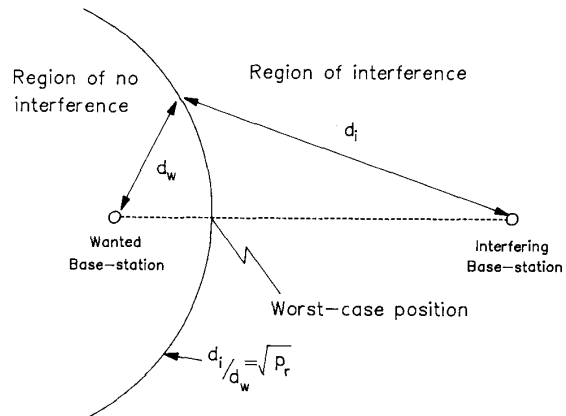 Region of no
interference
Region of interference
d_i
d_w
Wanted
Base-station
Interfering
Base-station
Worst-case position
d_i/d_w = √p_r